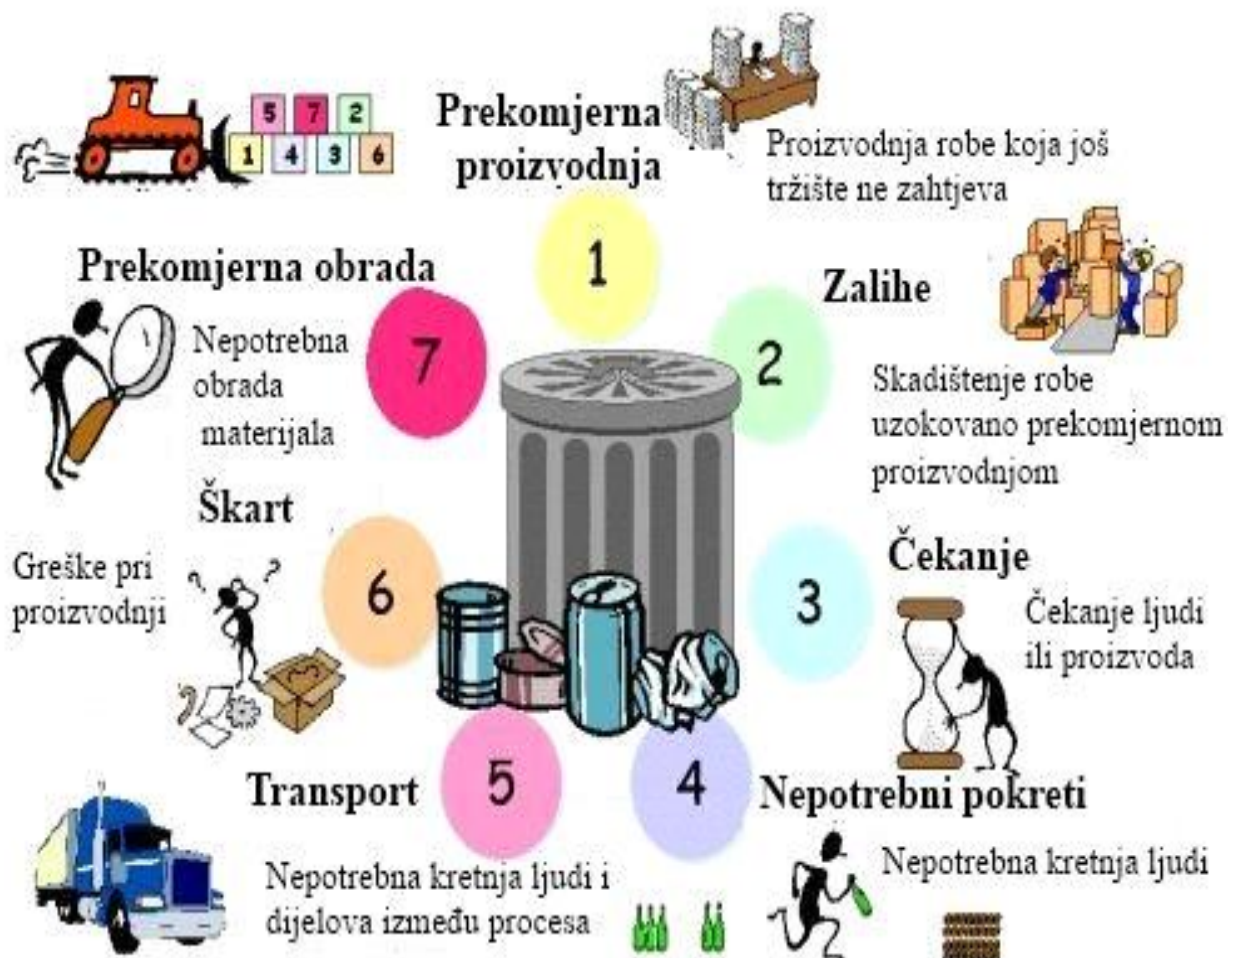 5 7 2
1 4 3 6
Prekomjerna
proizvodnja
Proizvodnja robe koja još
tržište ne zahtjeva
1
Zalihe
2
Skadištenje robe
uzokovano prekomjernom
proizvodnjom
Čekanje
3
Čekanje ljudi
ili proizvoda
Nepotrebni pokreti
4
Nepotrebna kretnja ljudi
Transport
5
Nepotrebna kretnja ljudi i
dijelova između procesa
Škart
6
Greške pri
proizvodnji
Prekomjerna obrada
7
Nepotrebna
obrada
materijala